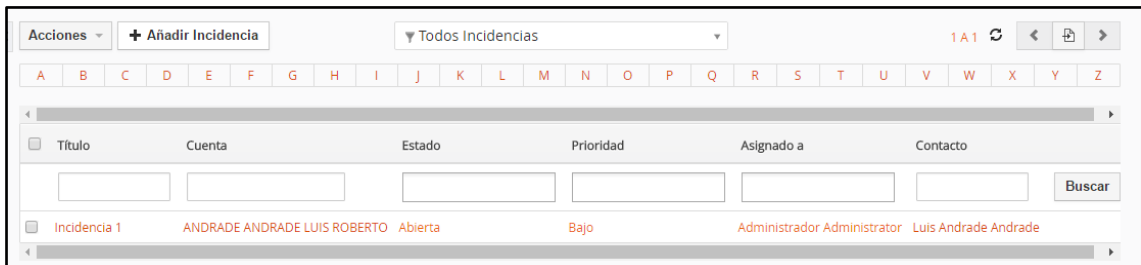 Acciones + Añadir Incidencia Todos Incidencias 1 A 1
A B C D E F G H I J K L M N O P Q R S T U V W X Y Z
Título Cuenta Estado Prioridad Asignado a Contacto
Buscar
Incidencia 1 ANDRADE ANDRADE LUIS ROBERTO Abierta Bajo Administrador Administrator Luis Andrade Andrade